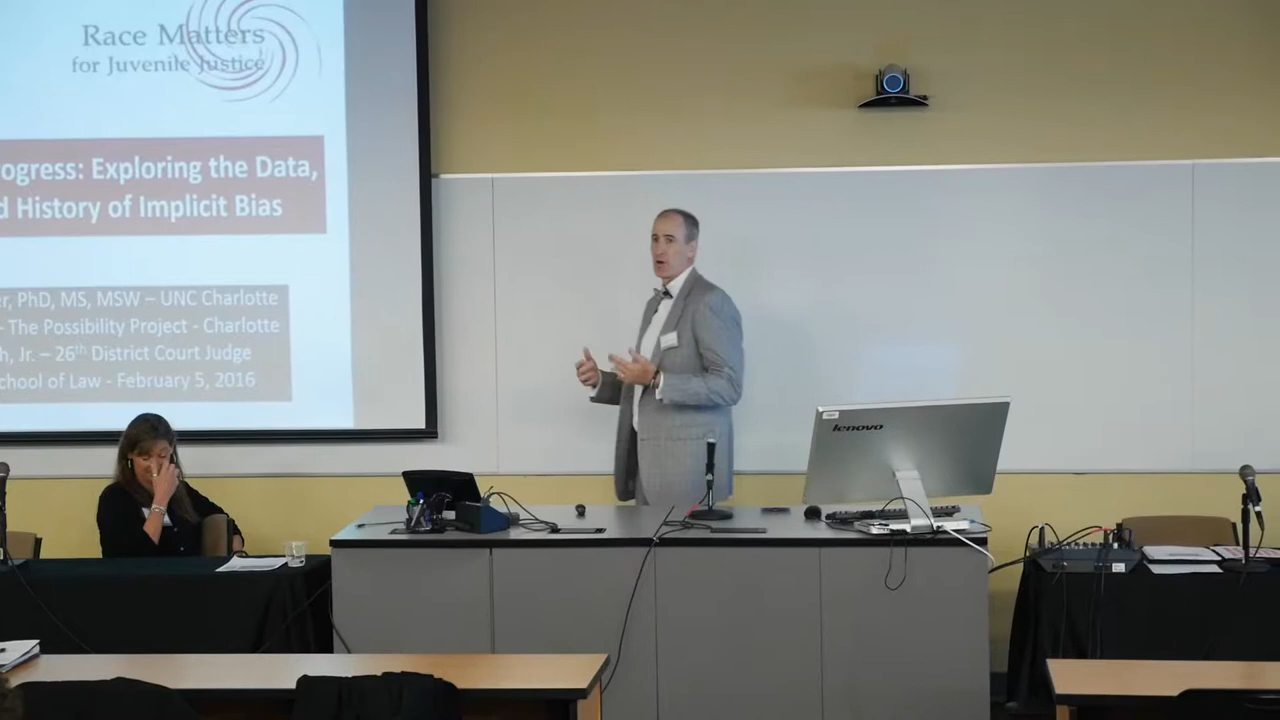 Race Matters
for Juvenile Justice
ogress: Exploring the Data,
d History of Implicit Bias
er, PhD, MS, MSW – UNC Charlotte
- The Possibility Project - Charlotte
h, Jr. – 26th District Court Judge
chool of Law - February 5, 2016
lenovo